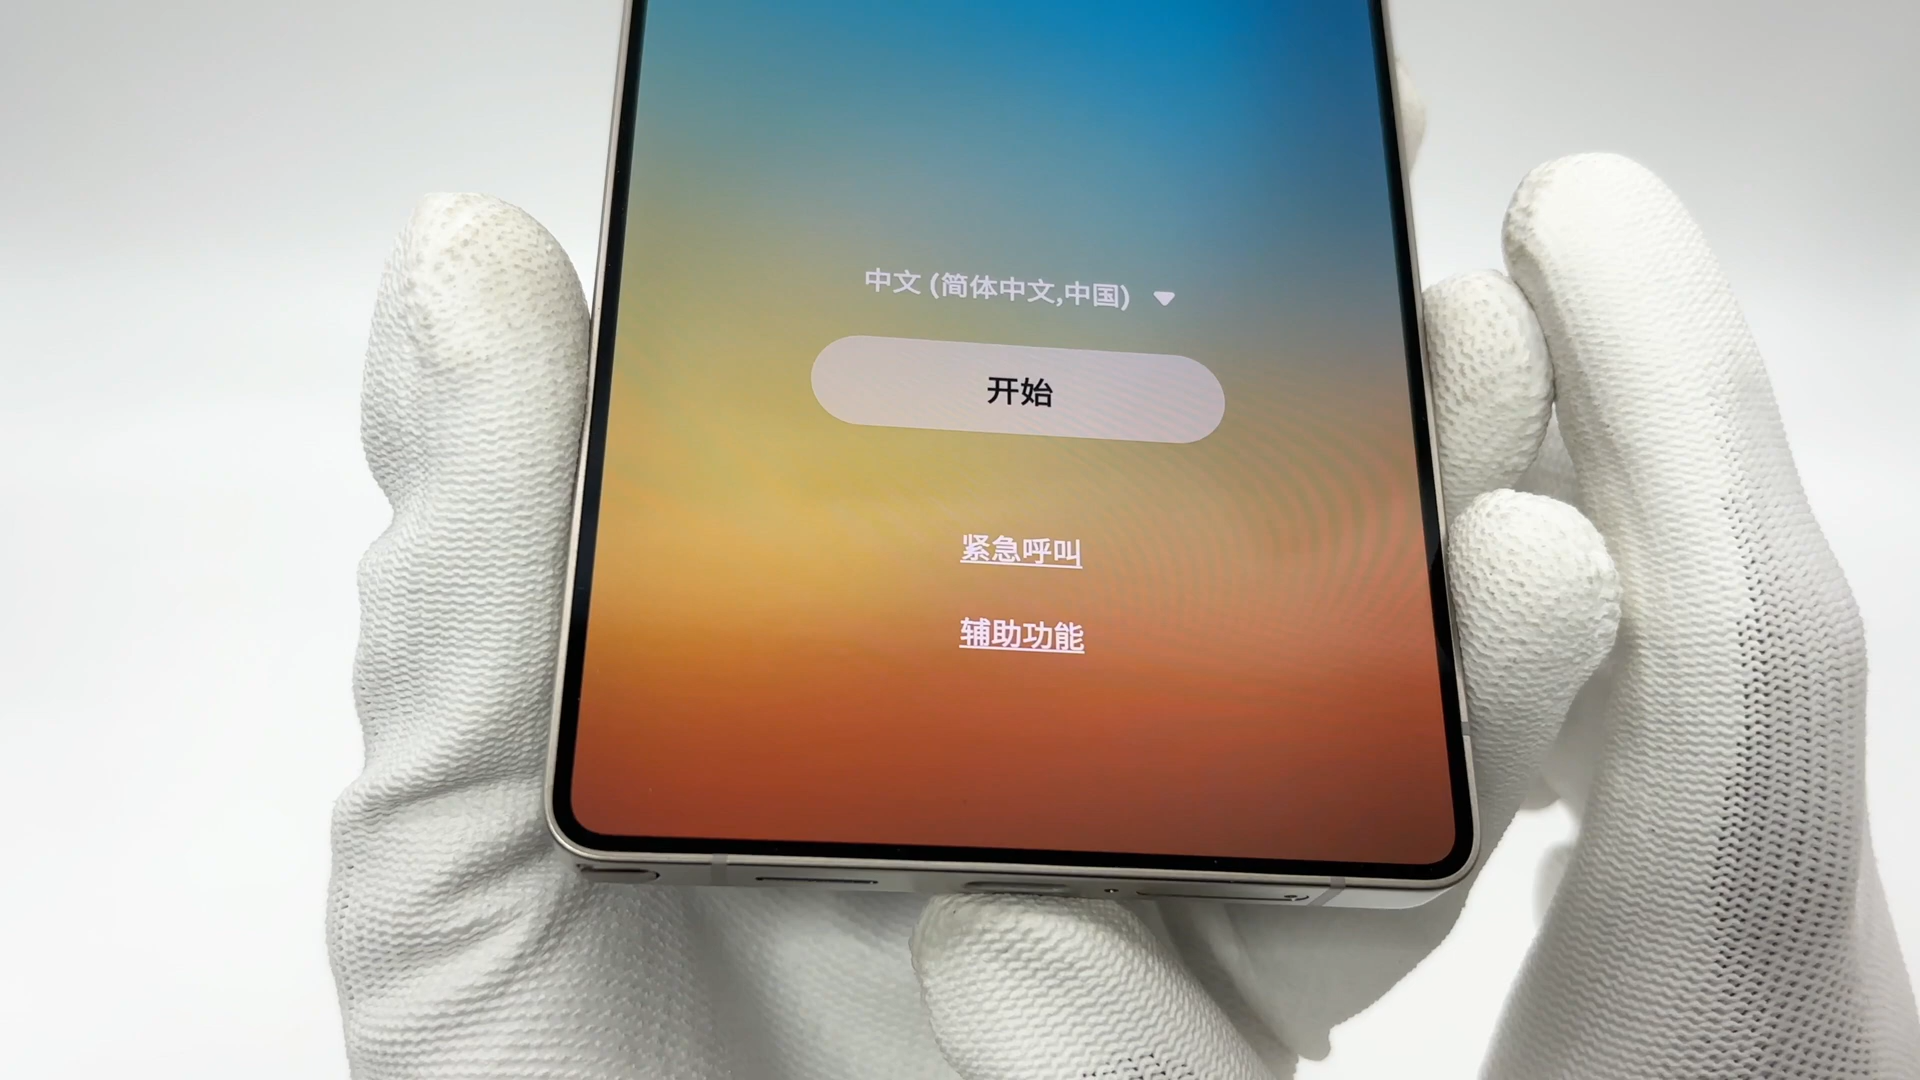 中文 (简体中文,中国)
开始
紧急呼叫
辅助功能